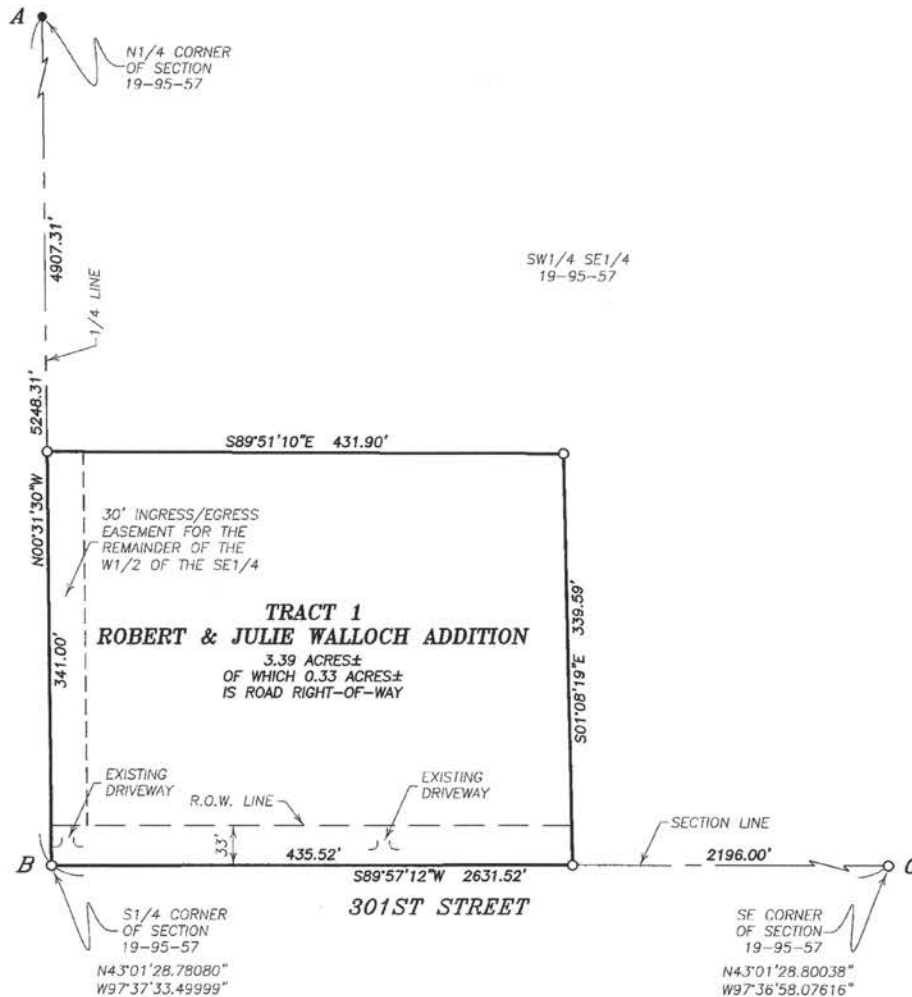 A
N1/4 CORNER
OF SECTION
19-95-57
4907.31'
1/4 LINE
SW1/4 SE1/4
19-95-57
5248.31'
S89°51'10"E 431.90'
N00°31'30"W
30' INGRESS/EGRESS
EASEMENT FOR THE
REMAINDER OF THE
W1/2 OF THE SE1/4
TRACT 1
ROBERT & JULIE WALLOCH ADDITION
3.39 ACRES±
OF WHICH 0.33 ACRES±
IS ROAD RIGHT-OF-WAY
341.00'
S01°08'19"E 339.59'
EXISTING
DRIVEWAY
R.O.W. LINE
EXISTING
DRIVEWAY
33'
SECTION LINE
435.52'
2196.00'
B
S89°57'12"W 2631.52'
C
301ST STREET
S1/4 CORNER
OF SECTION
19-95-57
N43°01'28.78080"
W97°37'33.49999"
SE CORNER
OF SECTION
19-95-57
N43°01'28.80038"
W97°36'58.07616"